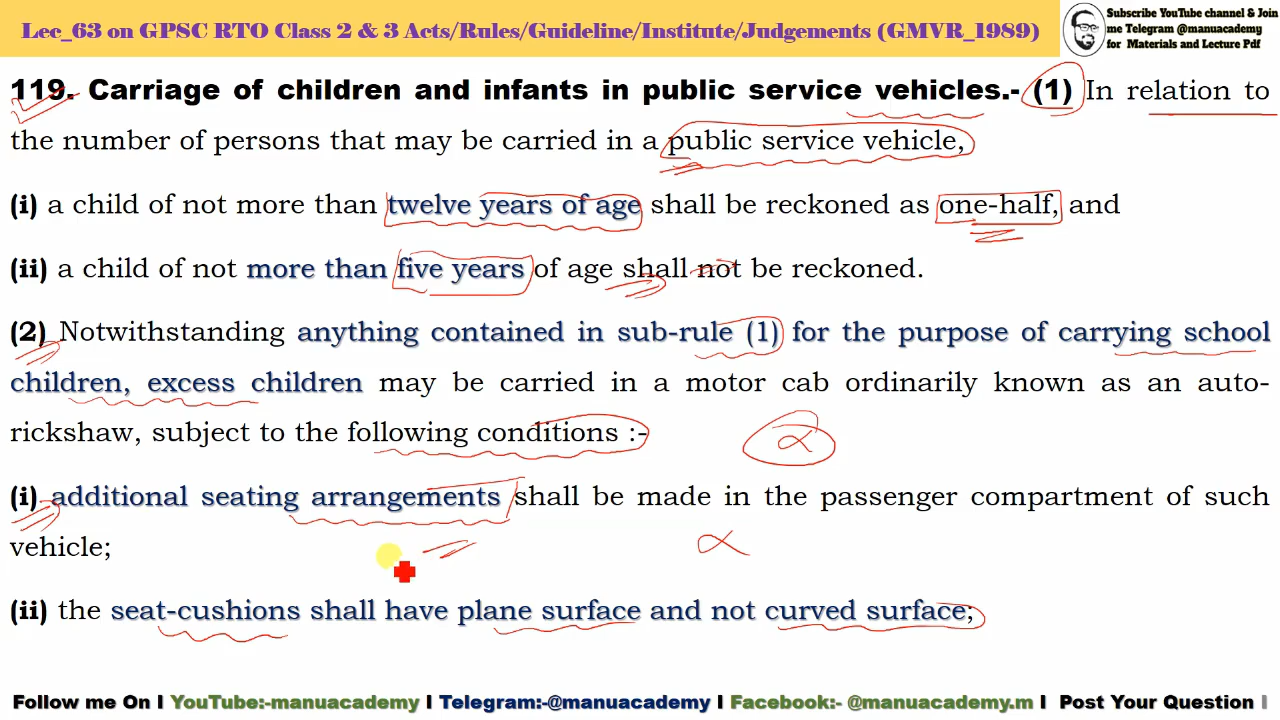 Lec_63 on GPSC RTO Class 2 & 3 Acts/Rules/Guideline/Institute/Judgements (GMVR_1989)
Subscribe YouTube channel & Join
me Telegram @manuacademy
for Materials and Lecture Pdf
119. Carriage of children and infants in public service vehicles.- (1) In relation to
the number of persons that may be carried in a public service vehicle,
(i) a child of not more than twelve years of age shall be reckoned as one-half, and
(ii) a child of not more than five years of age shall not be reckoned.
(2) Notwithstanding anything contained in sub-rule (1) for the purpose of carrying school
children, excess children may be carried in a motor cab ordinarily known as an auto-
rickshaw, subject to the following conditions :-
(i) additional seating arrangements shall be made in the passenger compartment of such
vehicle;
(ii) the seat-cushions shall have plane surface and not curved surface;
Follow me On I YouTube:-manuacademy I Telegram:-@manuacademy I Facebook:- @manuacademy.m I Post Your Question I